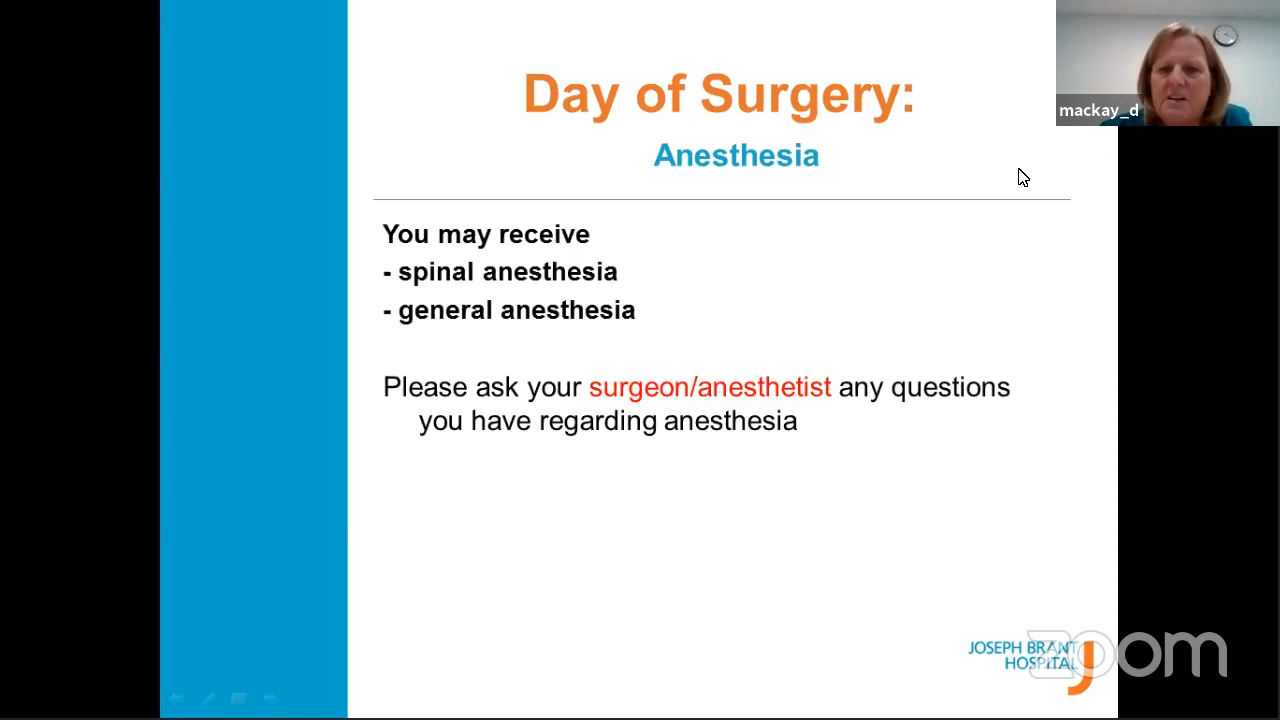 Day of Surgery:
Anesthesia
mackay_d
You may receive
- spinal anesthesia
- general anesthesia
Please ask your surgeon/anesthetist any questions
you have regarding anesthesia
JOSEPH BRANT
HOSPITAL
zoom